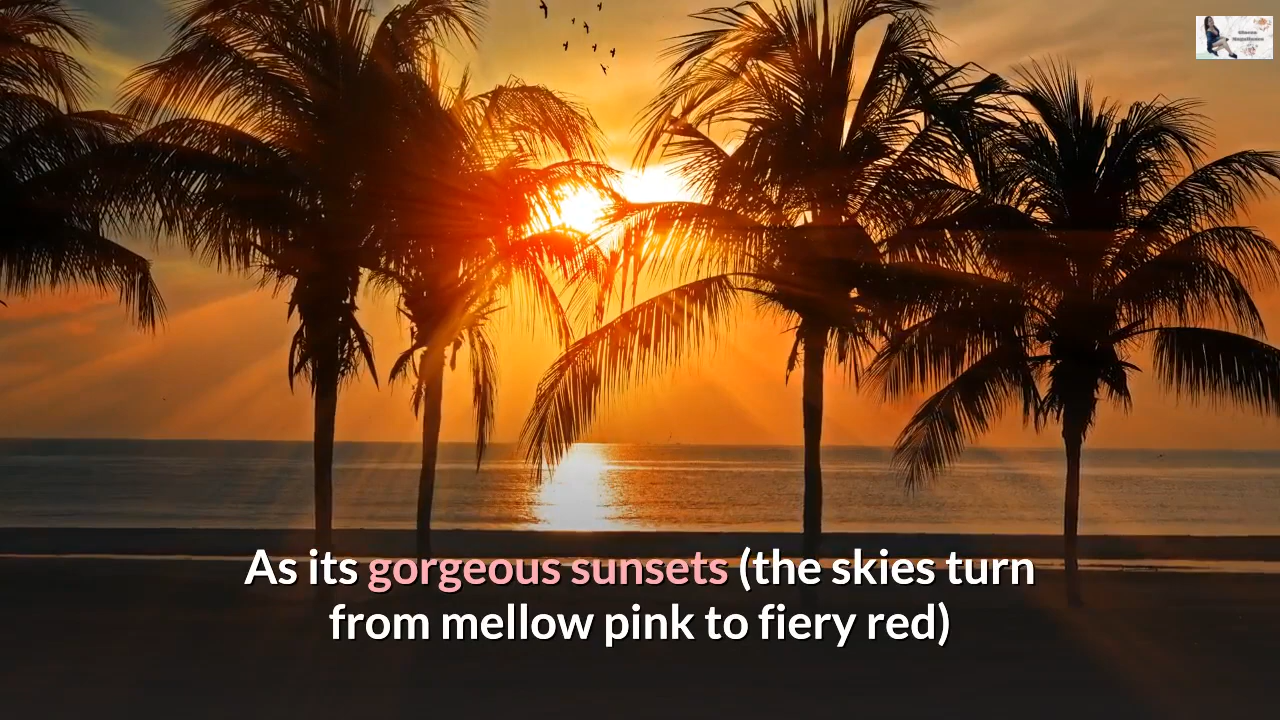 As its gorgeous sunsets (the skies turn
from mellow pink to fiery red)